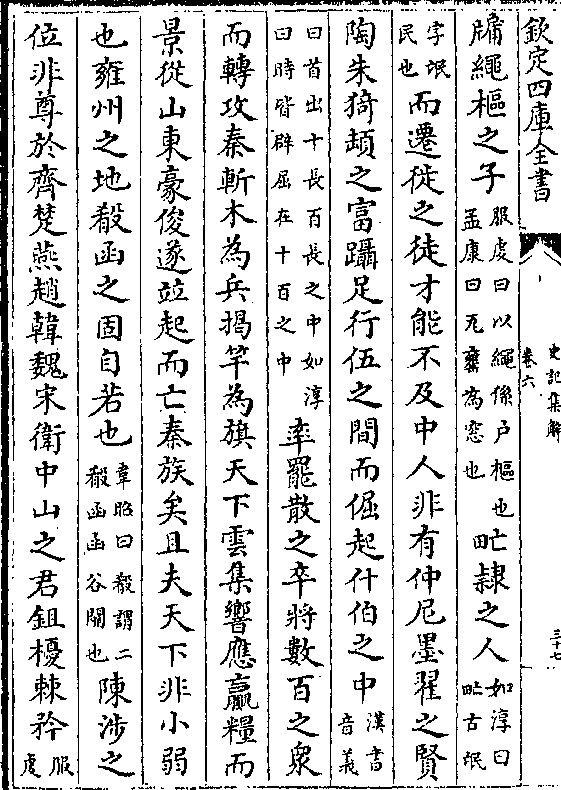 欽定四庫全書
史記集解
卷六
三十七
牖繩樞之子服虔曰以繩係户樞也孟康曰瓦甕為窓也甿隸之人如淳曰甿古氓
字氓民也而遷徙之徒才能不及中人非有仲尼墨翟之賢
陶朱猗頓之富躡足行伍之間而倔起什伯之中漢書音義
曰首出十長百長之中如淳曰時皆辟屈在十百之中率罷散之卒將數百之衆
而轉攻秦斬木為兵揭竿為旗天下雲集響應贏糧而
景從山東豪俊遂竝起而亡秦族矣且夫天下非小弱
也雍州之地殽函之固自若也韋昭曰殽謂二殽函函谷關也陳涉之
位非尊於齊楚燕趙韓魏宋衛中山之君鉏櫌棘矜服虔